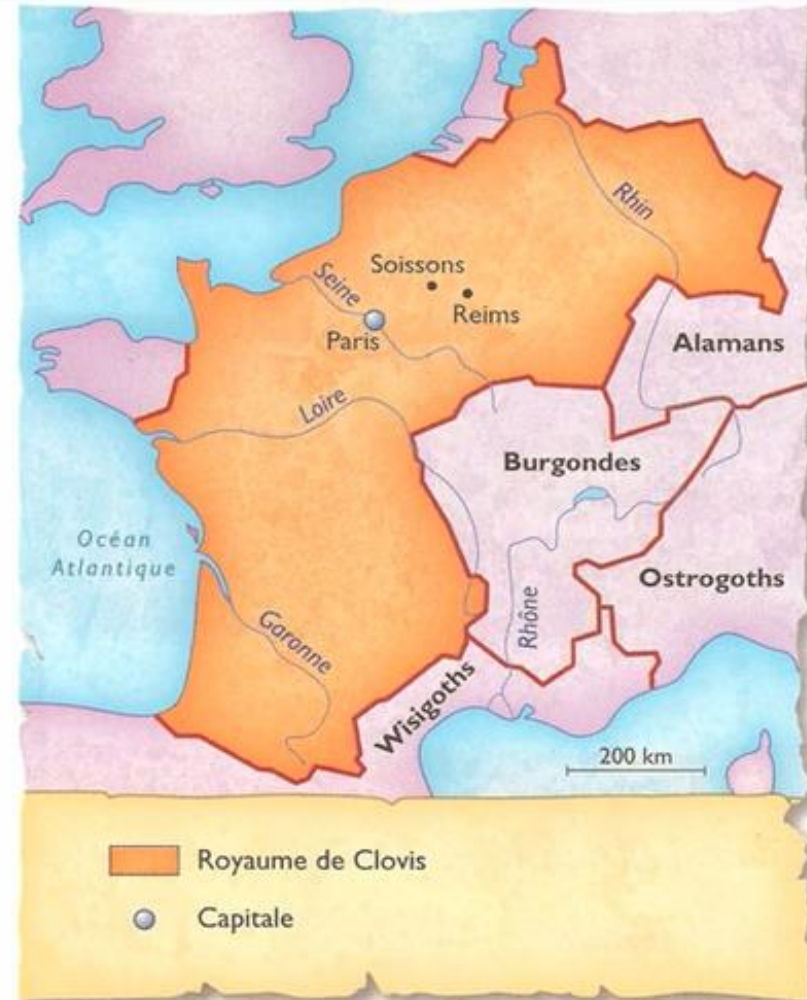 Rhin
Soissons
Seine
Reims
Paris
Alamans
Loire
Burgondes
Océan
Atlantique
Ostrogoths
Rhône
Garonne
Wisigoths
200 km
Royaume de Clovis
Capitale